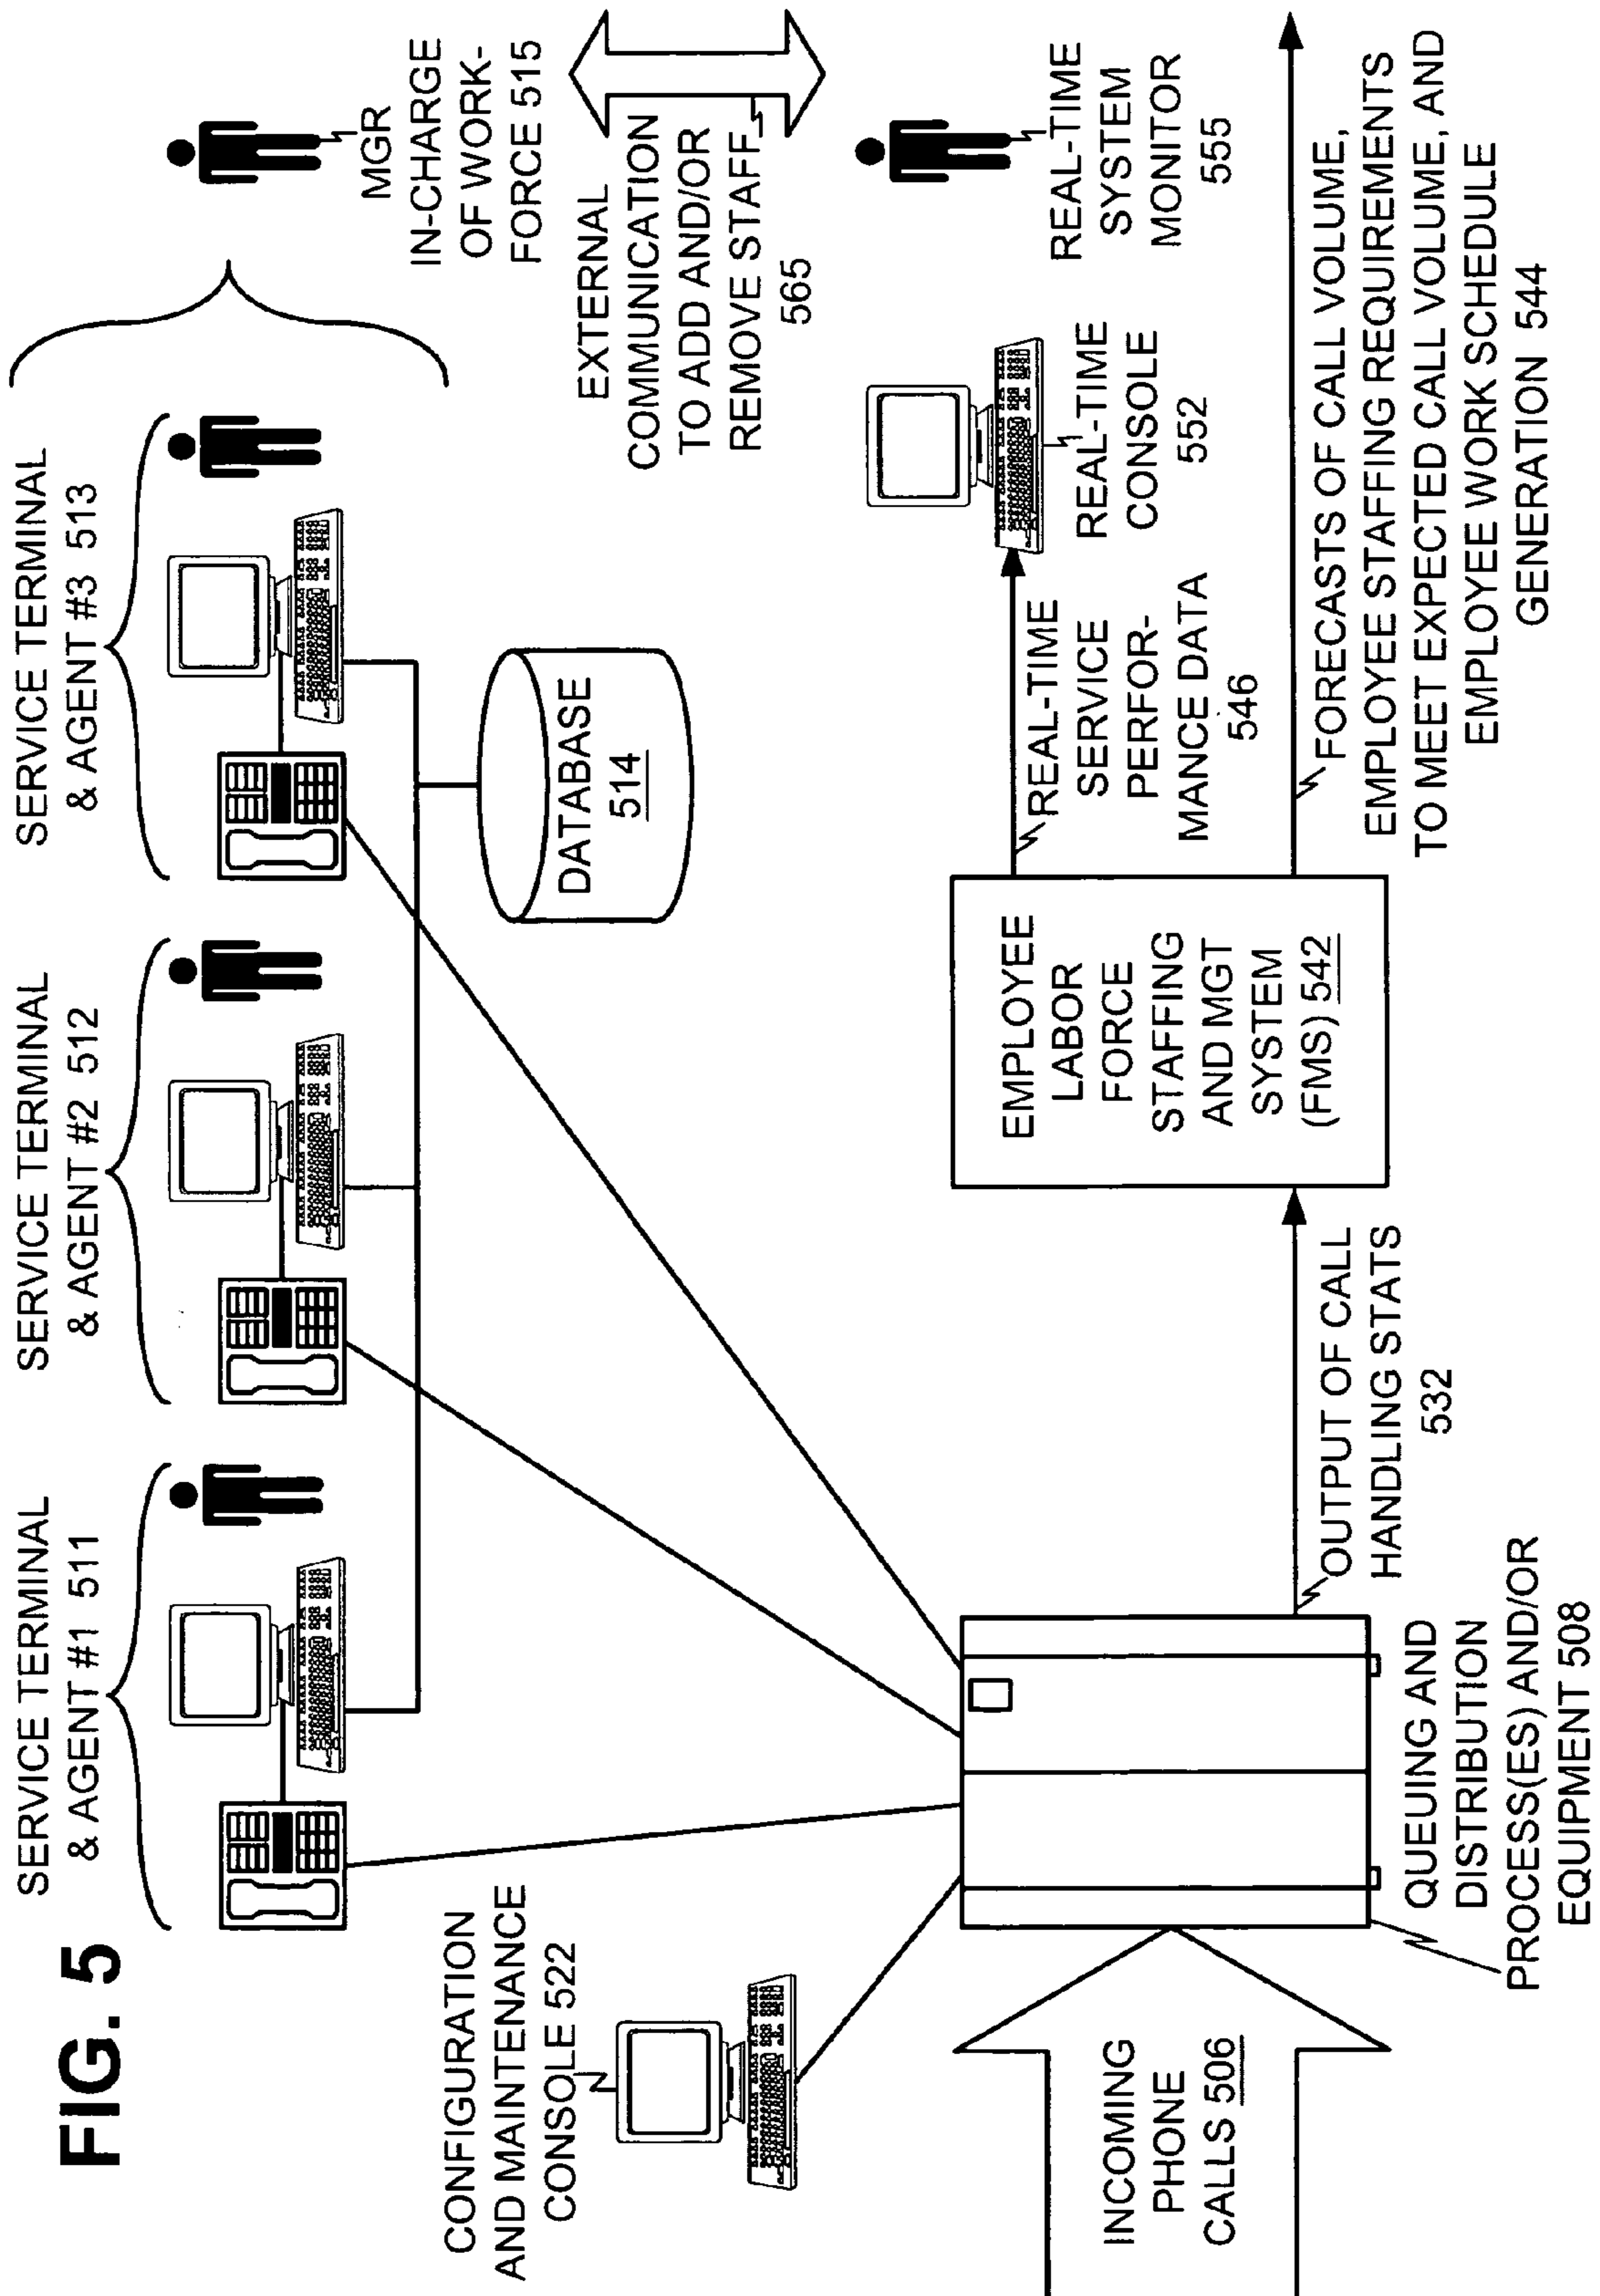 FIG. 5
SERVICE TERMINAL
& AGENT #1 511
SERVICE TERMINAL
& AGENT #2 512
SERVICE TERMINAL
& AGENT #3 513
MGR
IN-CHARGE
OF WORK-
FORCE 515
CONFIGURATION
AND MAINTENANCE
CONSOLE 522
DATABASE
514
EXTERNAL
COMMUNICATION
TO ADD AND/OR
REMOVE STAFF
565
INCOMING
PHONE
CALLS 506
QUEUING AND
DISTRIBUTION
PROCESS(ES) AND/OR
EQUIPMENT 508
OUTPUT OF CALL
HANDLING STATS
532
EMPLOYEE
LABOR
FORCE
STAFFING
AND MGT
SYSTEM
(FMS) 542
REAL-TIME
SERVICE
PERFOR-
MANCE DATA
546
REAL-TIME
CONSOLE
552
REAL-TIME
SYSTEM
MONITOR
555
FORECASTS OF CALL VOLUME,
EMPLOYEE STAFFING REQUIREMENTS
TO MEET EXPECTED CALL VOLUME, AND
EMPLOYEE WORK SCHEDULE
GENERATION 544